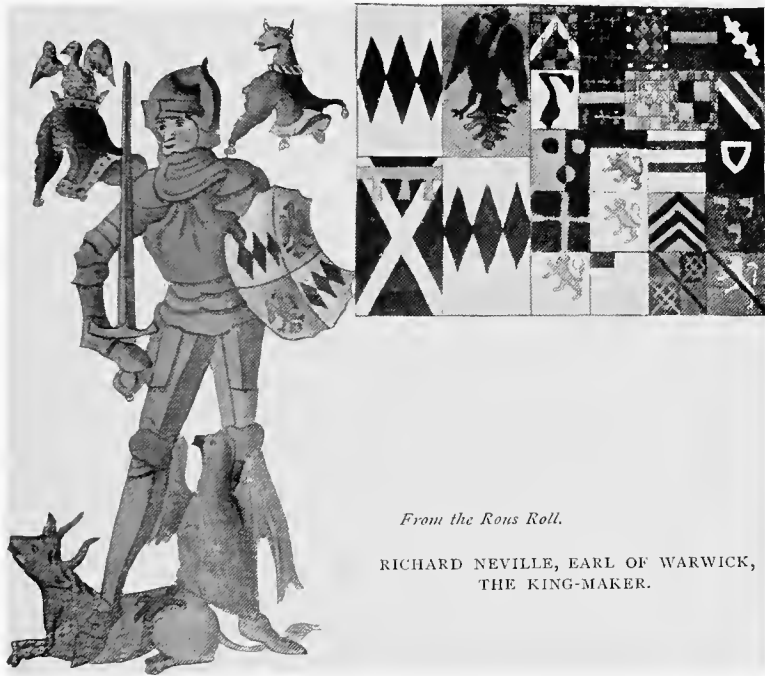 From the Rous Roll.
RICHARD NEVILLE, EARL OF WARWICK,
THE KING-MAKER.